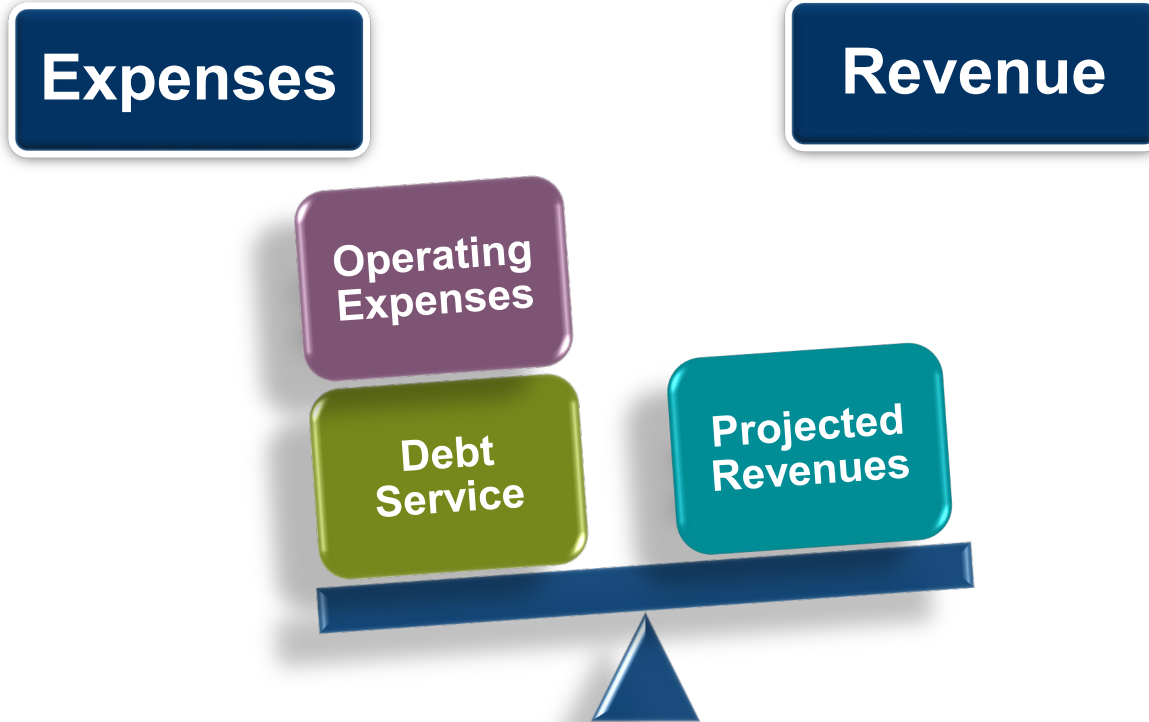 Expenses
Revenue
Operating
Expenses
Debt
Service
Projected
Revenues